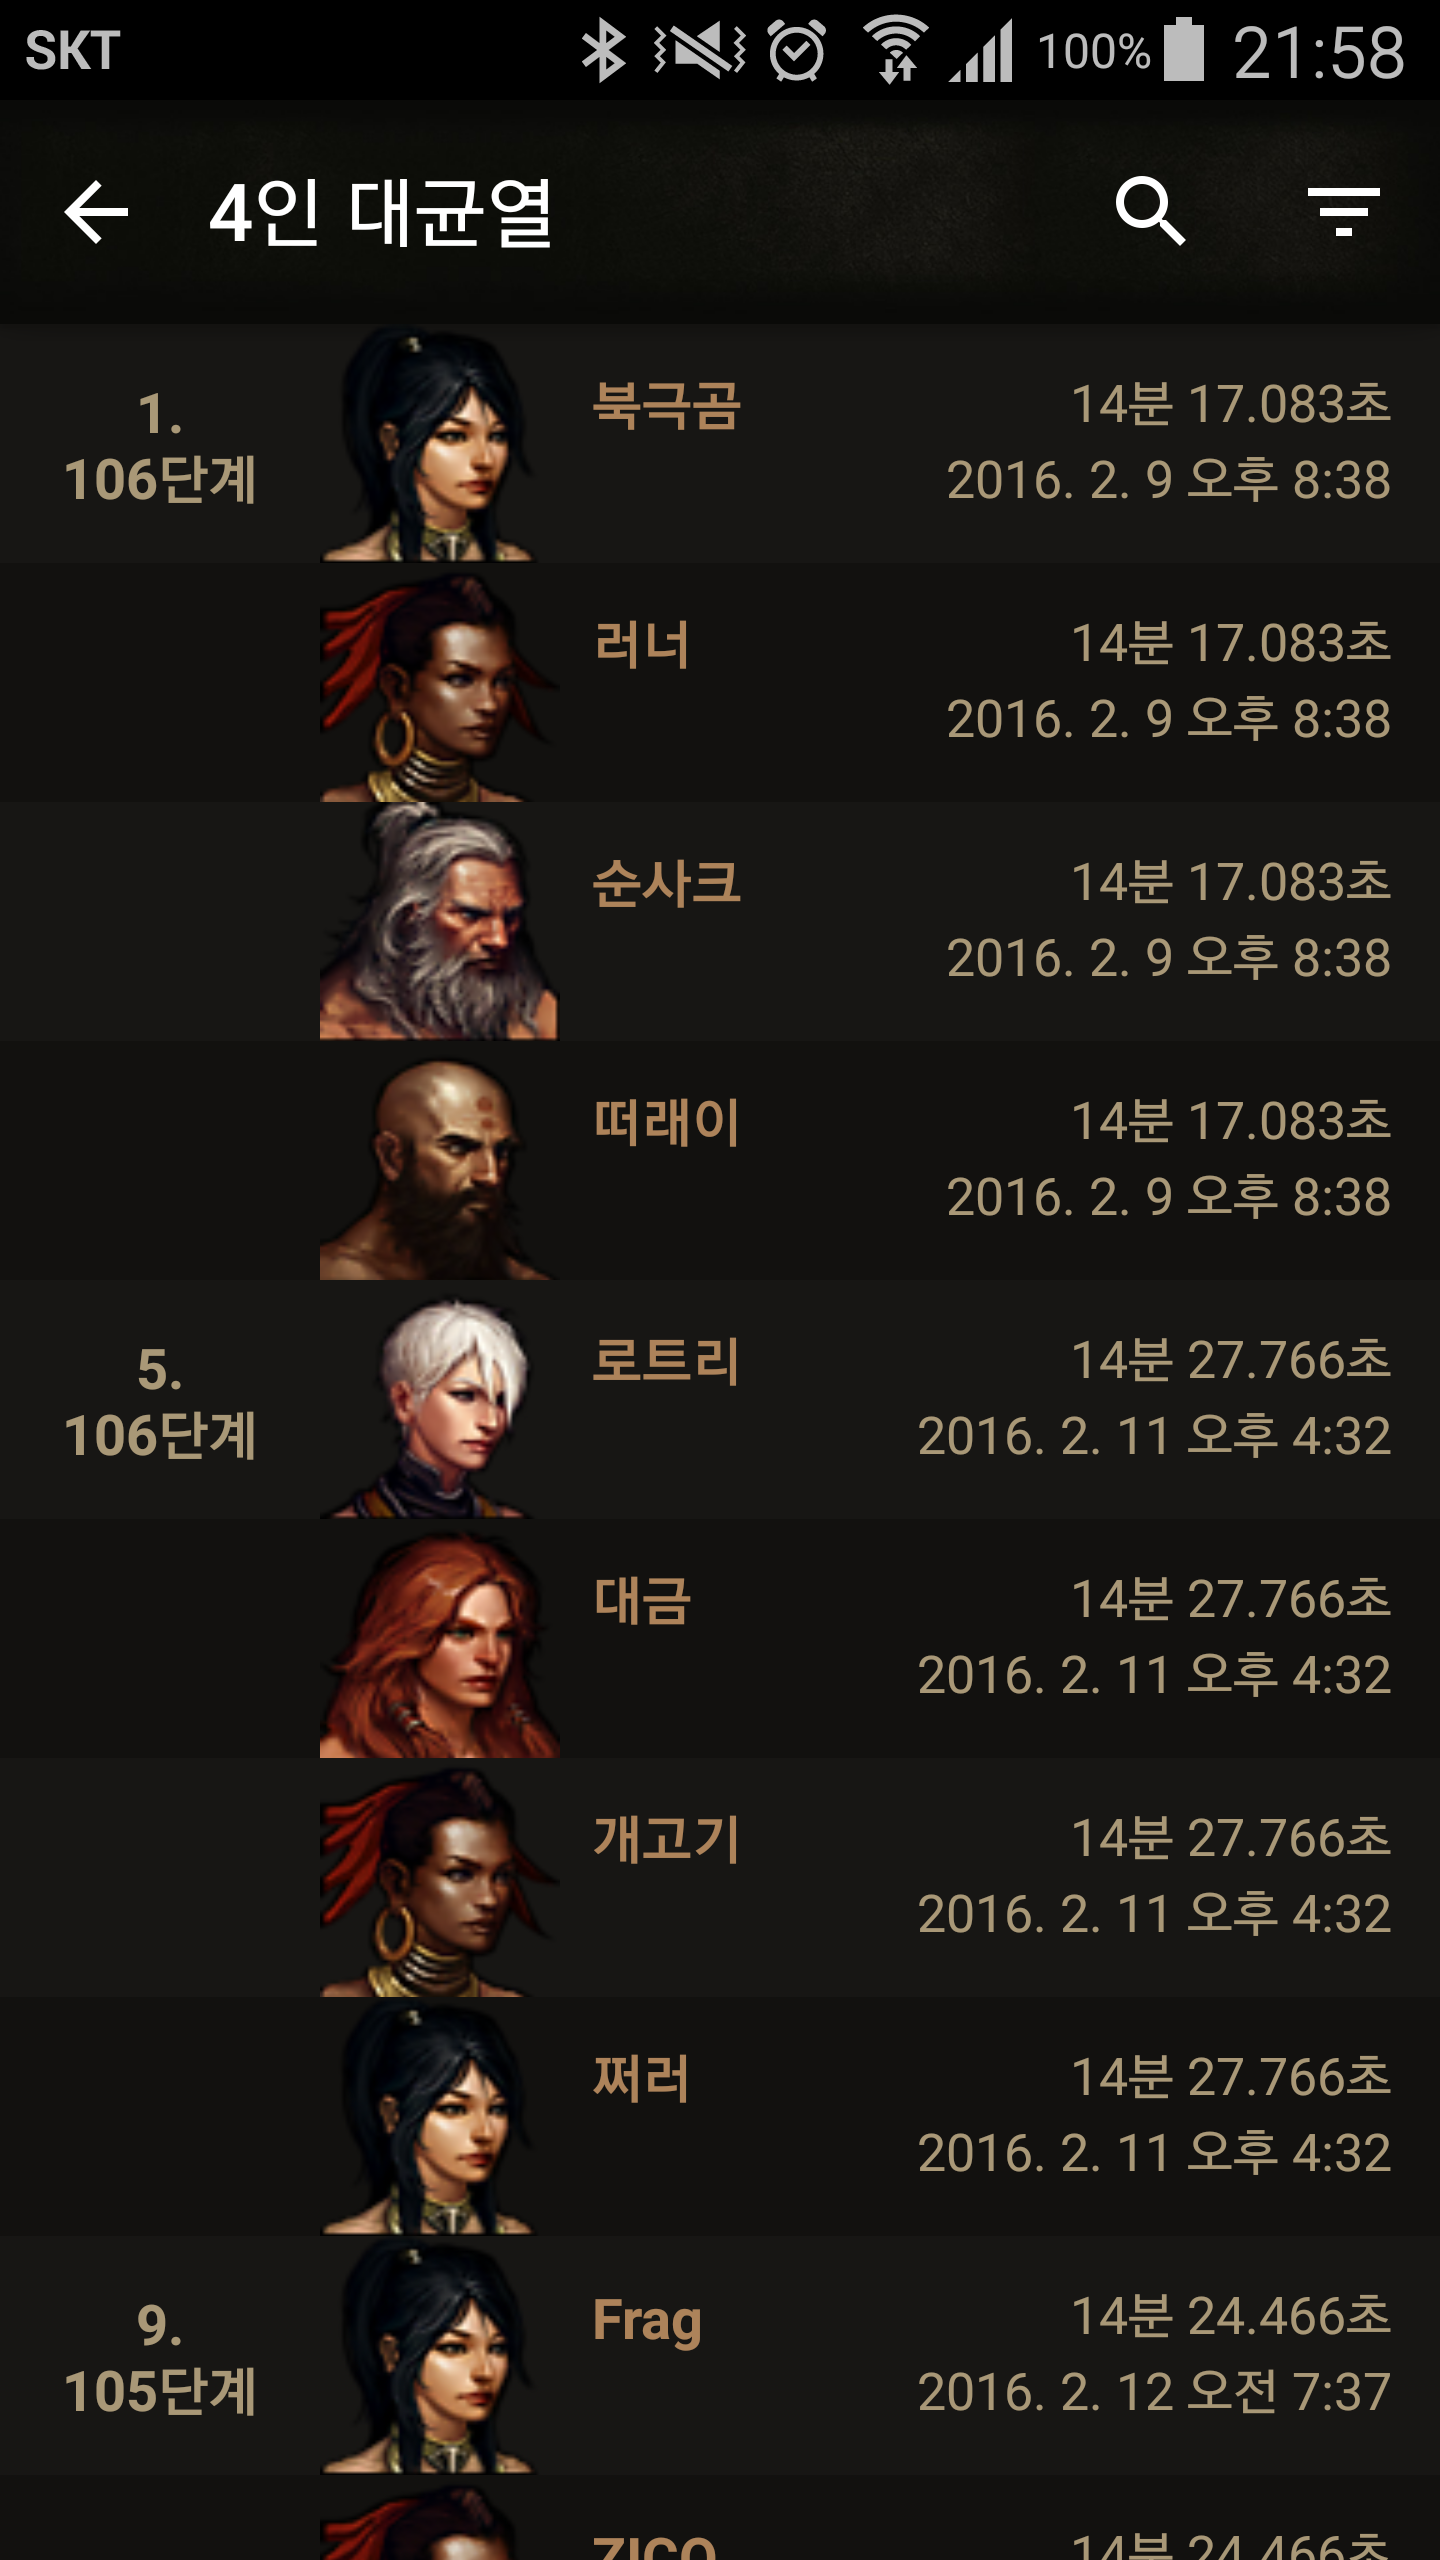 SKT 100% 21:58
4인 대균열
1.
106단계
북극곰
14분 17.083초
2016. 2. 9 오후 8:38
러너
14분 17.083초
2016. 2. 9 오후 8:38
순사크
14분 17.083초
2016. 2. 9 오후 8:38
떠래이
14분 17.083초
2016. 2. 9 오후 8:38
5.
106단계
로트리
14분 27.766초
2016. 2. 11 오후 4:32
대금
14분 27.766초
2016. 2. 11 오후 4:32
개고기
14분 27.766초
2016. 2. 11 오후 4:32
쩌러
14분 27.766초
2016. 2. 11 오후 4:32
9.
105단계
Frag
14분 24.466초
2016. 2. 12 오전 7:37
ZICO
14분 24.466초